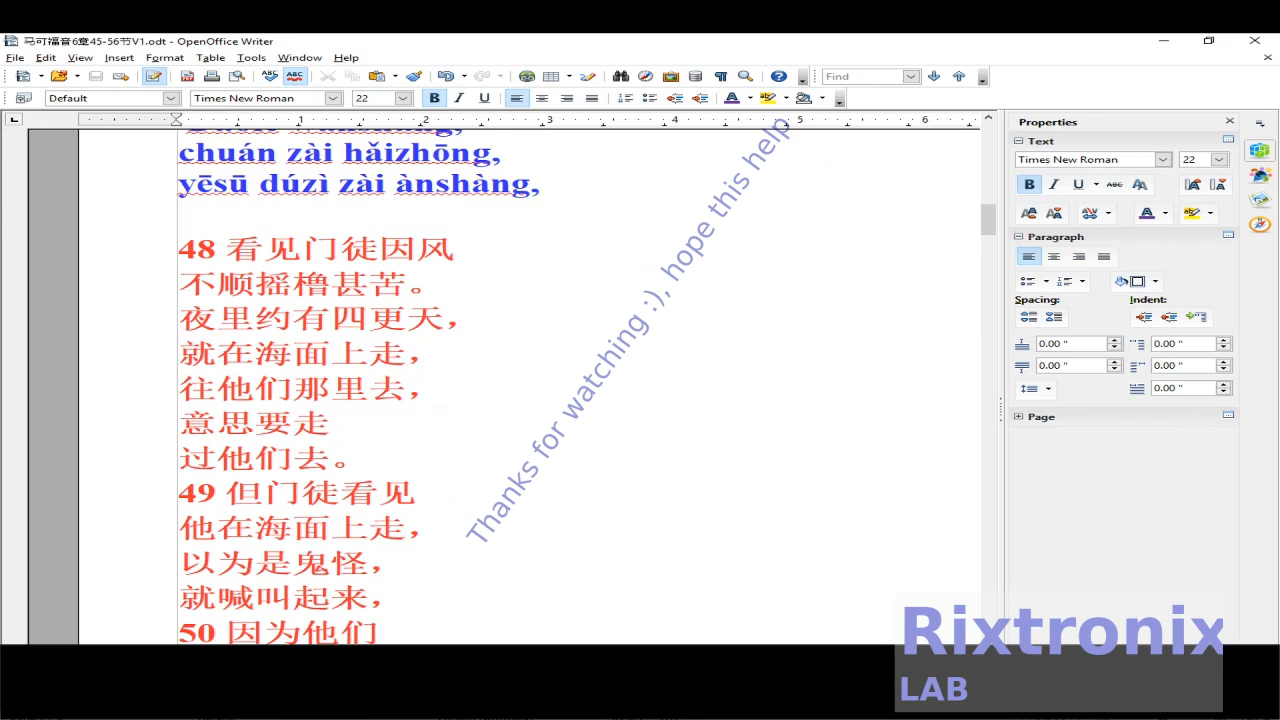 马可福音6章45-56节V1.odt - OpenOffice Writer
File Edit View Insert Format Table Tools Window Help
Find
Default Times New Roman 22
1 2 3 4 5 6
chuán zài hǎizhōng,
yēsū dúzì zài ànshàng,
48 看见门徒因风
不顺摇橹甚苦。
夜里约有四更天，
就在海面上走，
往他们那里去，
意思要走
过他们去。
49 但门徒看见
他在海面上走，
以为是鬼怪，
就喊叫起来，
50 因为他们
Thanks for watching :), hope this help
Properties
Text
Times New Roman 22
Paragraph
Spacing: Indent:
0.00 " 0.00 "
0.00 " 0.00 "
0.00 "
Page
Rixtronix
LAB